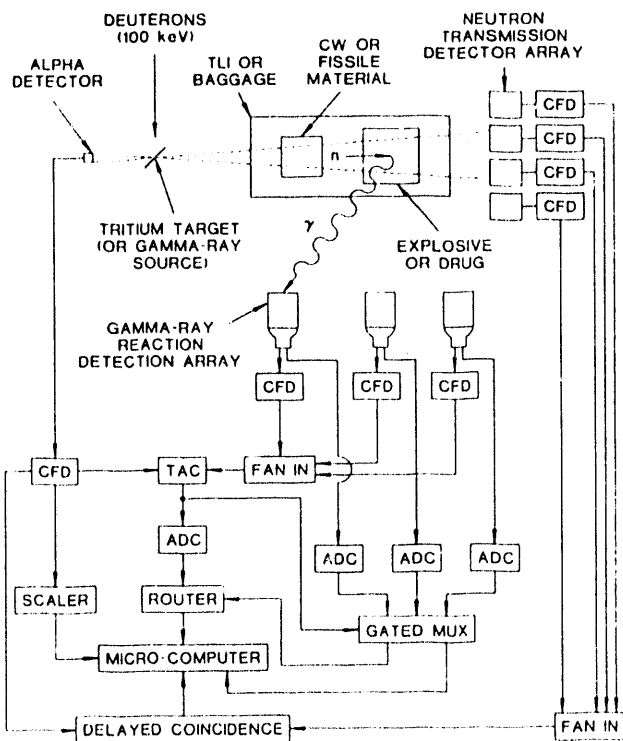 DEUTERONS
(100 keV)
ALPHA
DETECTOR
TLI OR
BAGGAGE
CW OR
FISSILE
MATERIAL
NEUTRON
TRANSMISSION
DETECTOR ARRAY
CFD
CFD
CFD
CFD
n
γ
TRITIUM TARGET
(OR GAMMA-RAY
SOURCE)
EXPLOSIVE
OR DRUG
GAMMA-RAY
REACTION
DETECTION ARRAY
CFD
CFD
CFD
CFD
TAC
FAN IN
ADC
ADC
ADC
ADC
SCALER
ROUTER
GATED MUX
MICRO-COMPUTER
DELAYED COINCIDENCE
FAN IN